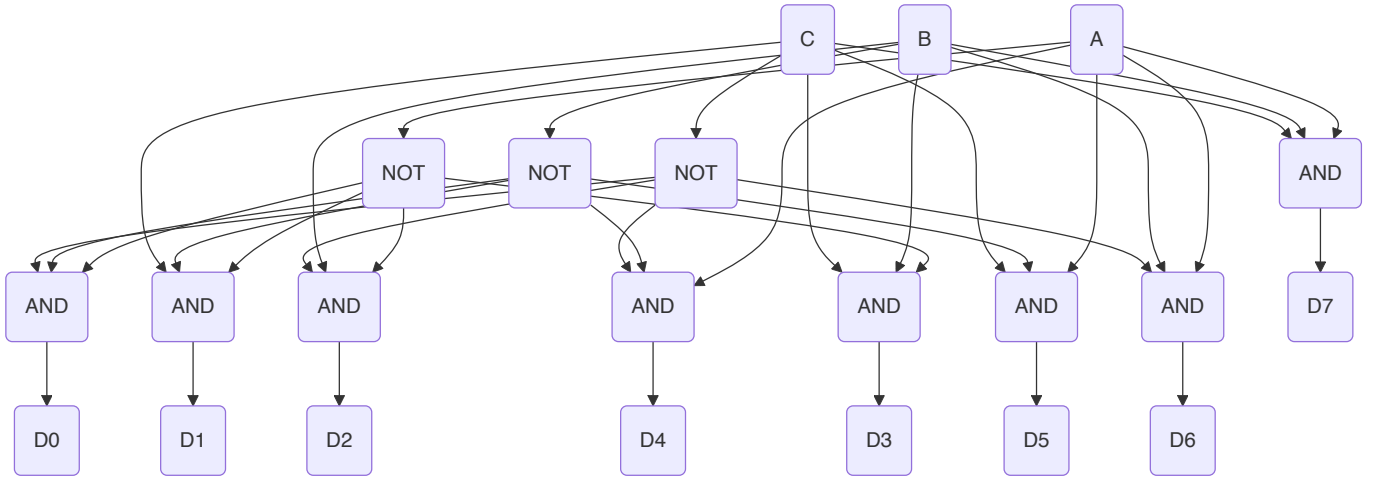 C
B
A
NOT
NOT
NOT
AND
AND
AND
AND
AND
AND
AND
AND
D7
D0
D1
D2
D4
D3
D5
D6